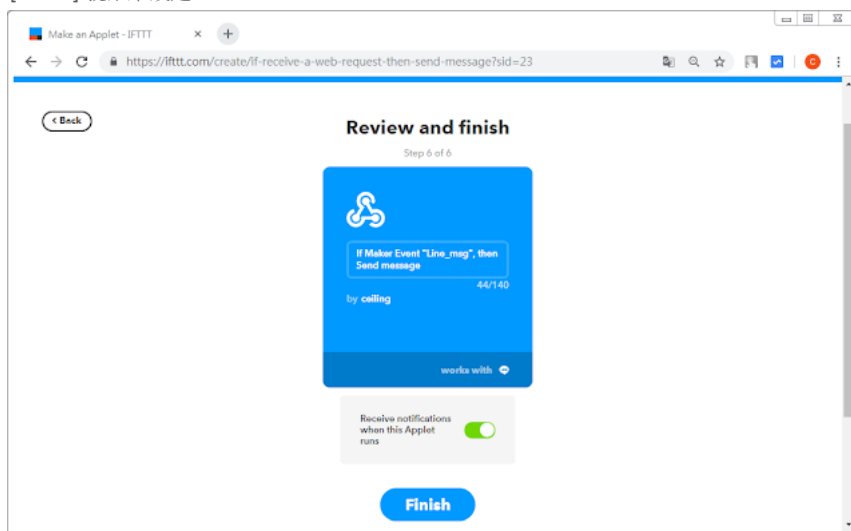 Make an Applet - IFTTT
https://ifttt.com/create/if-receive-a-web-request-then-send-message?sid=23
C
< Back
Review and finish
Step 6 of 6
If Maker Event "Line_msg", then
Send message
44/140
by ceiling
works with
Receive notifications
when this Applet
runs
Finish